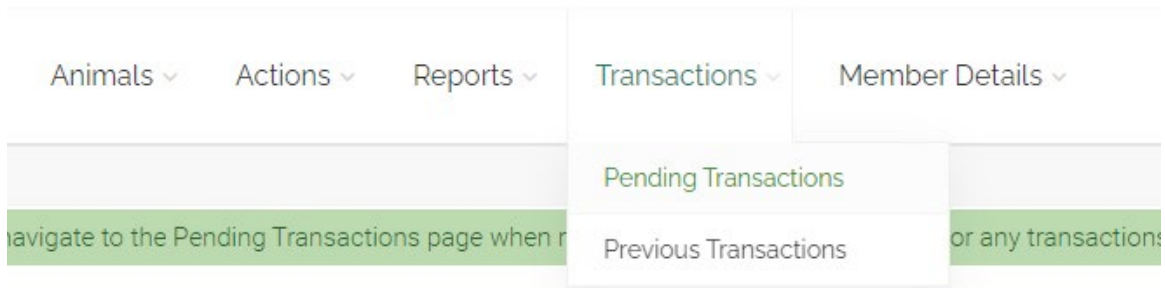 Animals Actions Reports Transactions Member Details
Pending Transactions
navigate to the Pending Transactions page when or any transactions
Previous Transactions